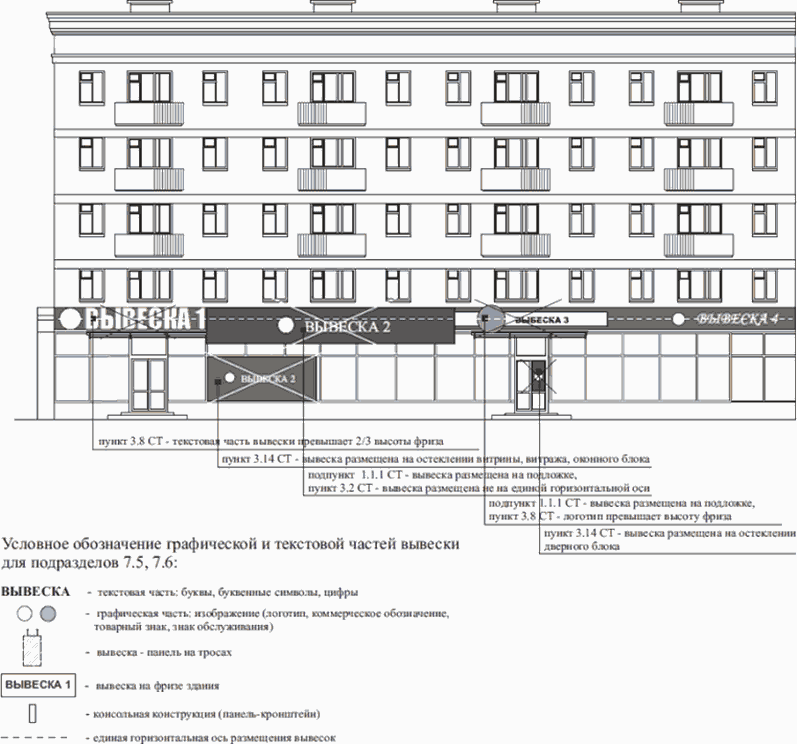 ВЫВЕСКА 1
ВЫВЕСКА 2
ВЫВЕСКА 3
ВЫВЕСКА 4
ВЫВЕСКА 2
пункт 3.8 СТ - текстовая часть вывески превышает 2/3 высоты фриза
пункт 3.14 СТ - вывеска размещена на остеклении витрины, витража, оконного блока
подпункт 1.1.1 СТ - вывеска размещена на подложке,
пункт 3.2 СТ - вывеска размещена не на единой горизонтальной оси
подпункт 1.1.1 СТ - вывеска размещена на подложке,
пункт 3.8 СТ - логотип превышает высоту фриза
пункт 3.14 СТ - вывеска размещена на остеклении
дверного блока
Условное обозначение графической и текстовой частей вывески
для подразделов 7.5, 7.6:
ВЫВЕСКА - текстовая часть: буквы, буквенные символы, цифры
- графическая часть: изображение (логотип, коммерческое обозначение,
товарный знак, знак обслуживания)
- вывеска - панель на тросах
ВЫВЕСКА 1 - вывеска на фризе здания
- консольная конструкция (панель-кронштейн)
- единая горизонтальная ось размещения вывесок